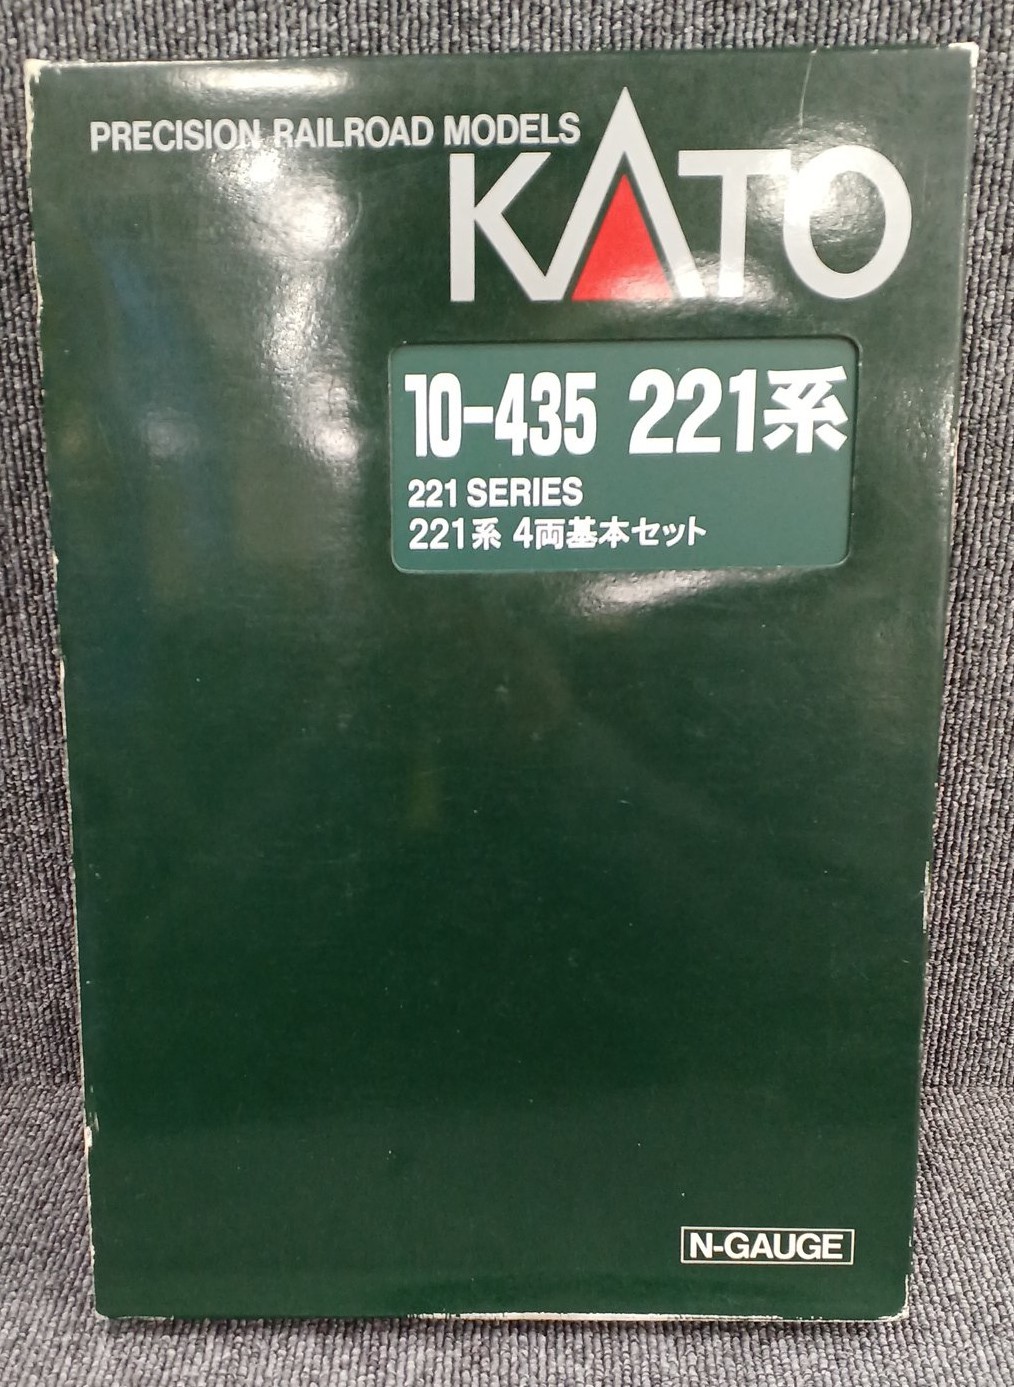 PRECISION RAILROAD MODELS
KATO
10-435 221系
221 SERIES
221系 4両基本セット
N-GAUGE